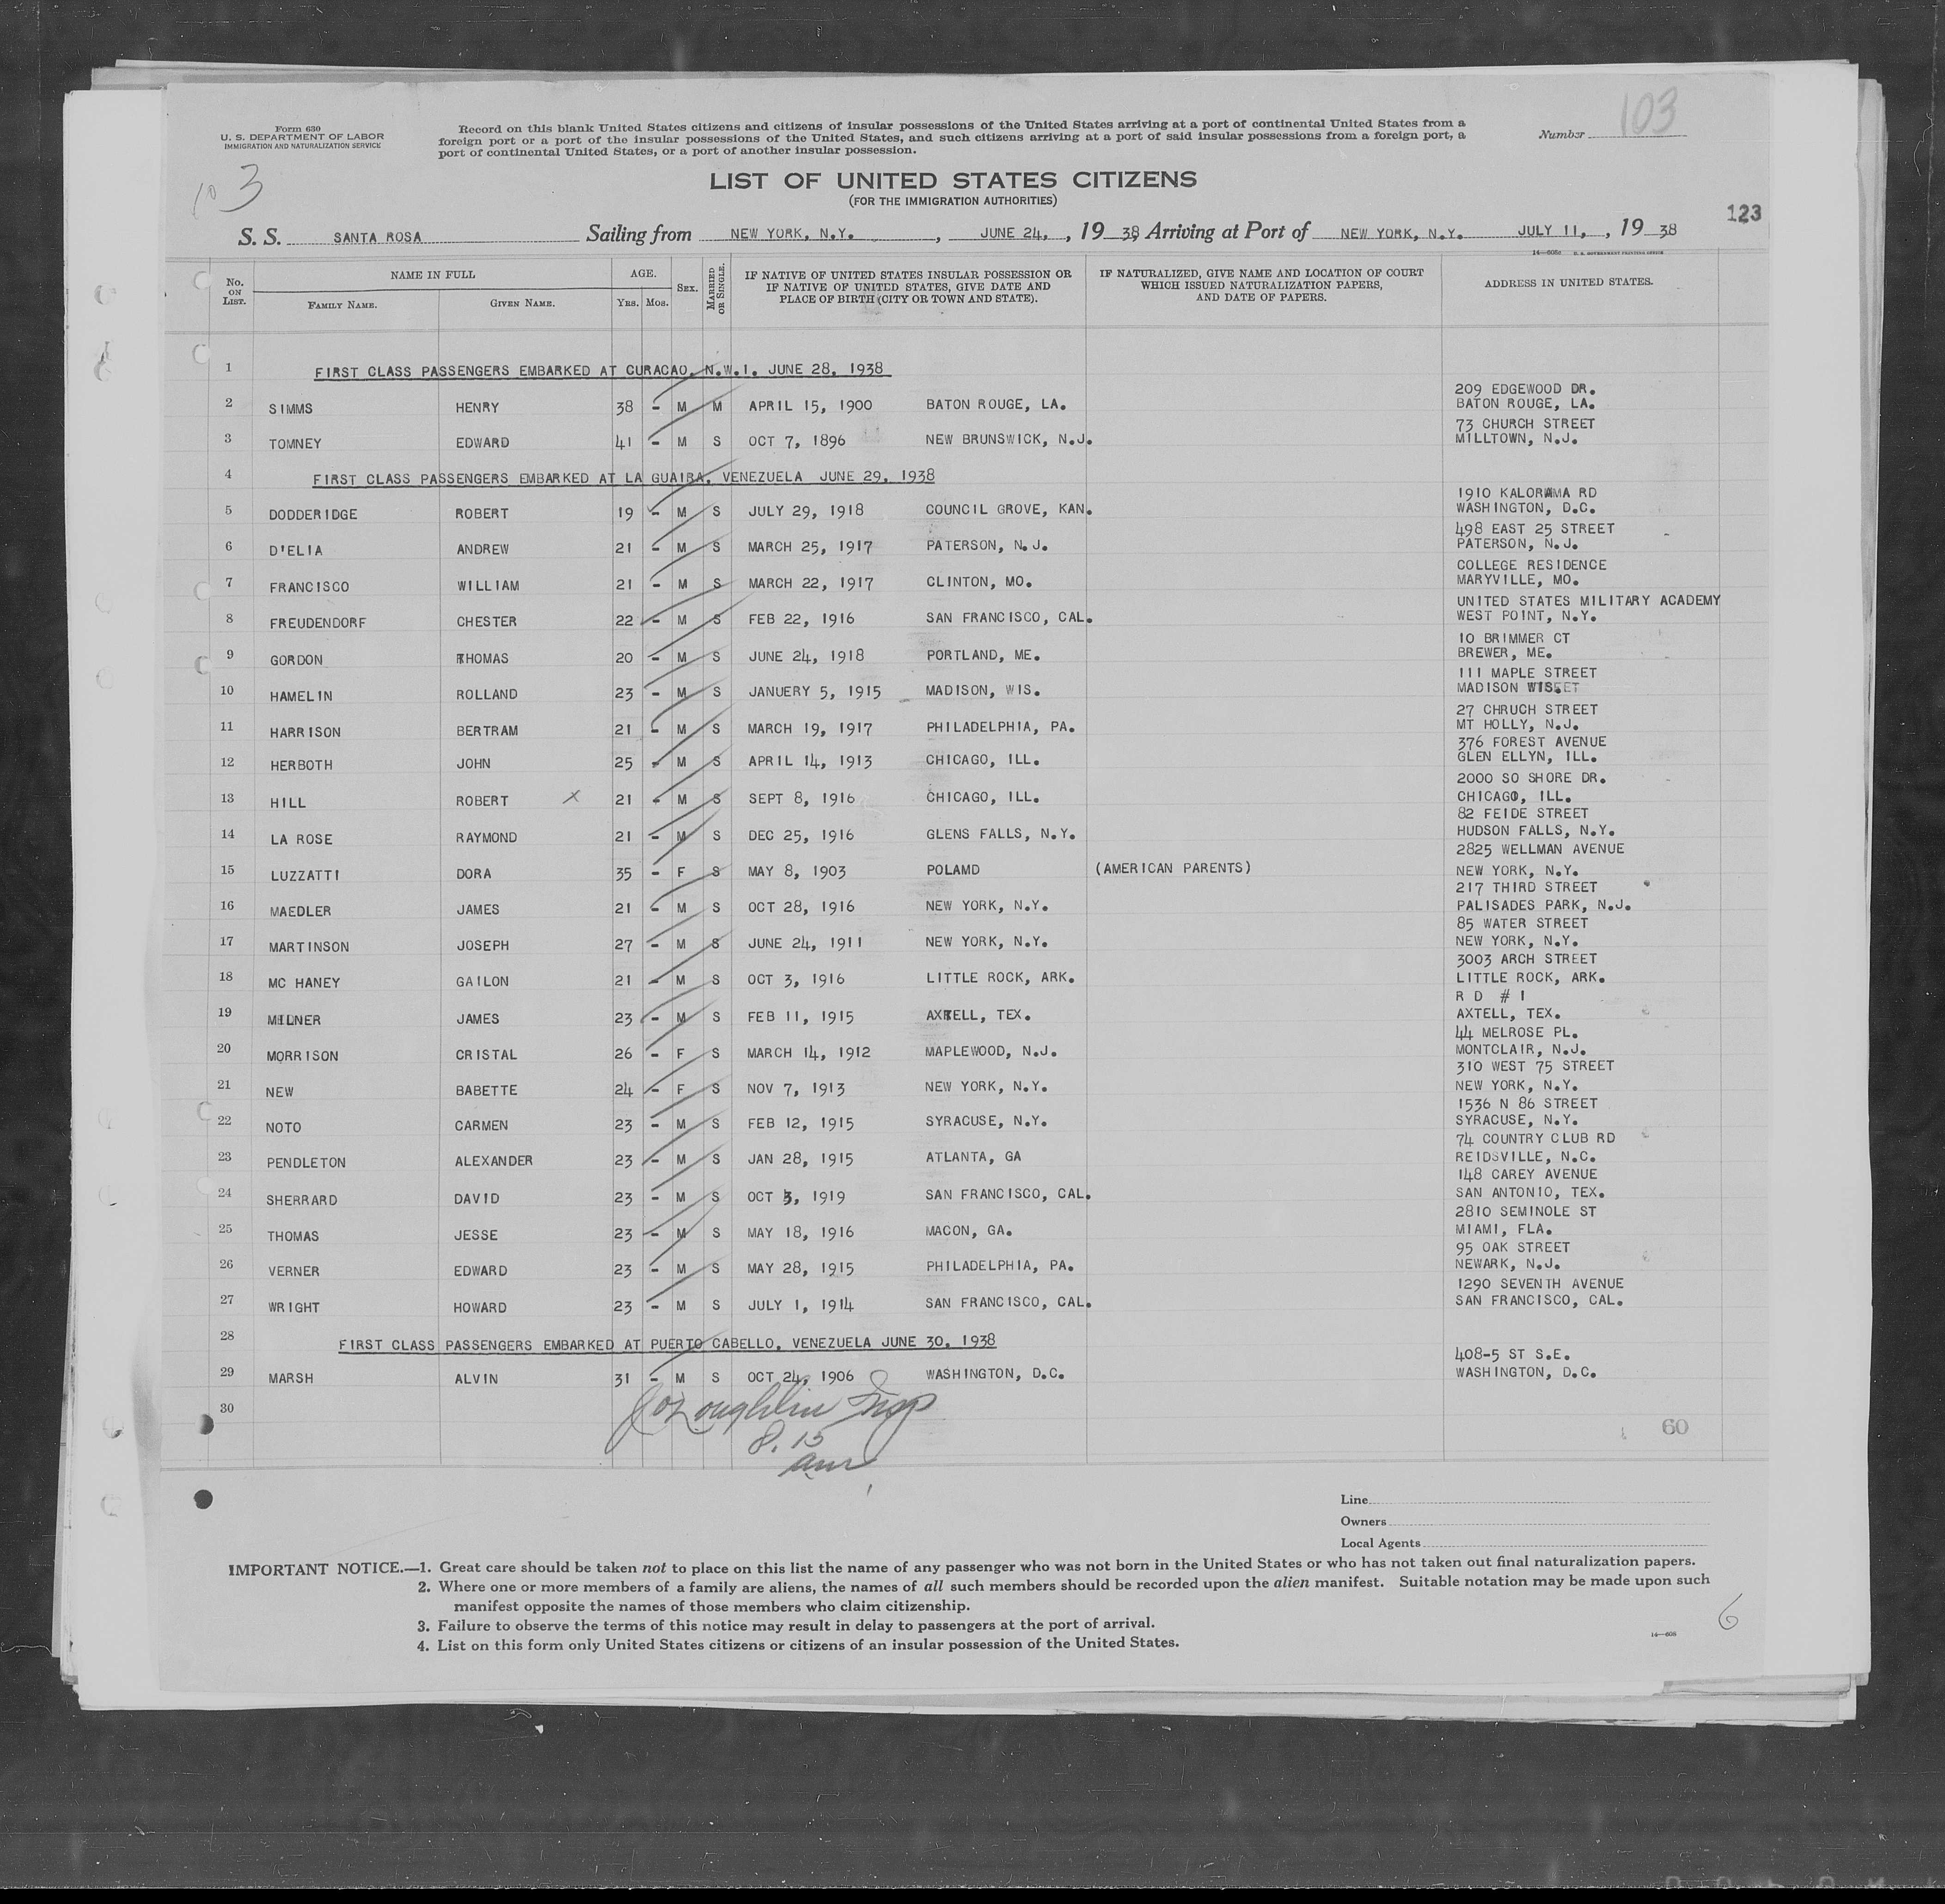 Form 630
U. S. DEPARTMENT OF LABOR
IMMIGRATION AND NATURALIZATION SERVICE
Record on this blank United States citizens and citizens of insular possessions of the United States arriving at a port of continental United States from a
foreign port or a port of the insular possessions of the United States, and such citizens arriving at a port of said insular possessions from a foreign port, a
port of continental United States, or a port of another insular possession.
Number 103
3
LIST OF UNITED STATES CITIZENS
(FOR THE IMMIGRATION AUTHORITIES)
123
S. S. SANTA ROSA Sailing from NEW YORK, N.Y. , JUNE 24, , 19 38, Arriving at Port of NEW YORK, N.Y. JULY 11, , 19 38
No. ON LIST. NAME IN FULL FAMILY NAME. GIVEN NAME. AGE. YRS. MOS. SEX. MARRIED OR SINGLE. IF NATIVE OF UNITED STATES INSULAR POSSESSION OR IF NATIVE OF UNITED STATES, GIVE DATE AND PLACE OF BIRTH (CITY OR TOWN AND STATE). IF NATURALIZED, GIVE NAME AND LOCATION OF COURT WHICH ISSUED NATURALIZATION PAPERS, AND DATE OF PAPERS. ADDRESS IN UNITED STATES.
1 FIRST CLASS PASSENGERS EMBARKED AT CURACAO, N.W.I. JUNE 28, 1938
209 EDGEWOOD DR.
2 SIMMS HENRY 38 - M M APRIL 15, 1900 BATON ROUGE, LA. BATON ROUGE, LA.
73 CHURCH STREET
3 TOMNEY EDWARD 41 - M S OCT 7, 1896 NEW BRUNSWICK, N.J. MILLTOWN, N.J.
4 FIRST CLASS PASSENGERS EMBARKED AT LA GUAIRA, VENEZUELA JUNE 29, 1938
1910 KALORAMA RD
5 DODDERIDGE ROBERT 19 - M S JULY 29, 1918 COUNCIL GROVE, KAN. WASHINGTON, D.C.
498 EAST 25 STREET
6 D'ELIA ANDREW 21 - M S MARCH 25, 1917 PATERSON, N.J. PATERSON, N.J.
COLLEGE RESIDENCE
7 FRANCISCO WILLIAM 21 - M S MARCH 22, 1917 CLINTON, MO. MARYVILLE, MO.
UNITED STATES MILITARY ACADEMY
8 FREUDENDORF CHESTER 22 - M S FEB 22, 1916 SAN FRANCISCO, CAL. WEST POINT, N.Y.
10 BRIMMER CT
9 GORDON THOMAS 20 - M S JUNE 24, 1918 PORTLAND, ME. BREWER, ME.
111 MAPLE STREET
10 HAMELIN ROLLAND 23 - M S JANUERY 5, 1915 MADISON, WIS. MADISON WIS.
27 CHRUCH STREET
11 HARRISON BERTRAM 21 - M S MARCH 19, 1917 PHILADELPHIA, PA. MT HOLLY, N.J.
376 FOREST AVENUE
12 HERBOTH JOHN 25 - M S APRIL 14, 1913 CHICAGO, ILL. GLEN ELLYN, ILL.
2000 SO SHORE DR.
13 HILL ROBERT X 21 - M S SEPT 8, 1916 CHICAGO, ILL. CHICAGO, ILL.
82 FEIDE STREET
14 LA ROSE RAYMOND 21 - M S DEC 25, 1916 GLENS FALLS, N.Y. HUDSON FALLS, N.Y.
2825 WELLMAN AVENUE
15 LUZZATTI DORA 35 - F S MAY 8, 1903 POLAMD (AMERICAN PARENTS) NEW YORK, N.Y.
217 THIRD STREET
16 MAEDLER JAMES 21 - M S OCT 28, 1916 NEW YORK, N.Y. PALISADES PARK, N.J.
85 WATER STREET
17 MARTINSON JOSEPH 27 - M S JUNE 24, 1911 NEW YORK, N.Y. NEW YORK, N.Y.
3003 ARCH STREET
18 MC HANEY GAILON 21 - M S OCT 3, 1916 LITTLE ROCK, ARK. LITTLE ROCK, ARK.
R D # 1
19 MILNER JAMES 23 - M S FEB 11, 1915 AXTELL, TEX. AXTELL, TEX.
44 MELROSE PL.
20 MORRISON CRISTAL 26 - F S MARCH 14, 1912 MAPLEWOOD, N.J. MONTCLAIR, N.J.
310 WEST 75 STREET
21 NEW BABETTE 24 - F S NOV 7, 1913 NEW YORK, N.Y. NEW YORK, N.Y.
1536 N 86 STREET
22 NOTO CARMEN 23 - M S FEB 12, 1915 SYRACUSE, N.Y. SYRACUSE, N.Y.
74 COUNTRY CLUB RD
23 PENDLETON ALEXANDER 23 - M S JAN 28, 1915 ATLANTA, GA REIDSVILLE, N.C.
148 CAREY AVENUE
24 SHERRARD DAVID 23 - M S OCT 3, 1919 SAN FRANCISCO, CAL. SAN ANTONIO, TEX.
2810 SEMINOLE ST
25 THOMAS JESSE 23 - M S MAY 18, 1916 MACON, GA. MIAMI, FLA.
95 OAK STREET
26 VERNER EDWARD 23 - M S MAY 28, 1915 PHILADELPHIA, PA. NEWARK, N.J.
1290 SEVENTH AVENUE
27 WRIGHT HOWARD 23 - M S JULY 1, 1914 SAN FRANCISCO, CAL. SAN FRANCISCO, CAL.
28 FIRST CLASS PASSENGERS EMBARKED AT PUERTO CABELLO, VENEZUELA JUNE 30, 1938
408-5 ST S.E.
29 MARSH ALVIN 31 - M S OCT 24, 1906 WASHINGTON, D.C. WASHINGTON, D.C.
30 J O'Loughlin Insp
8.15
am
60
Line
Owners
Local Agents
IMPORTANT NOTICE.—1. Great care should be taken not to place on this list the name of any passenger who was not born in the United States or who has not taken out final naturalization papers.
2. Where one or more members of a family are aliens, the names of all such members should be recorded upon the alien manifest. Suitable notation may be made upon such
manifest opposite the names of those members who claim citizenship.
3. Failure to observe the terms of this notice may result in delay to passengers at the port of arrival.
4. List on this form only United States citizens or citizens of an insular possession of the United States.
14—608
6